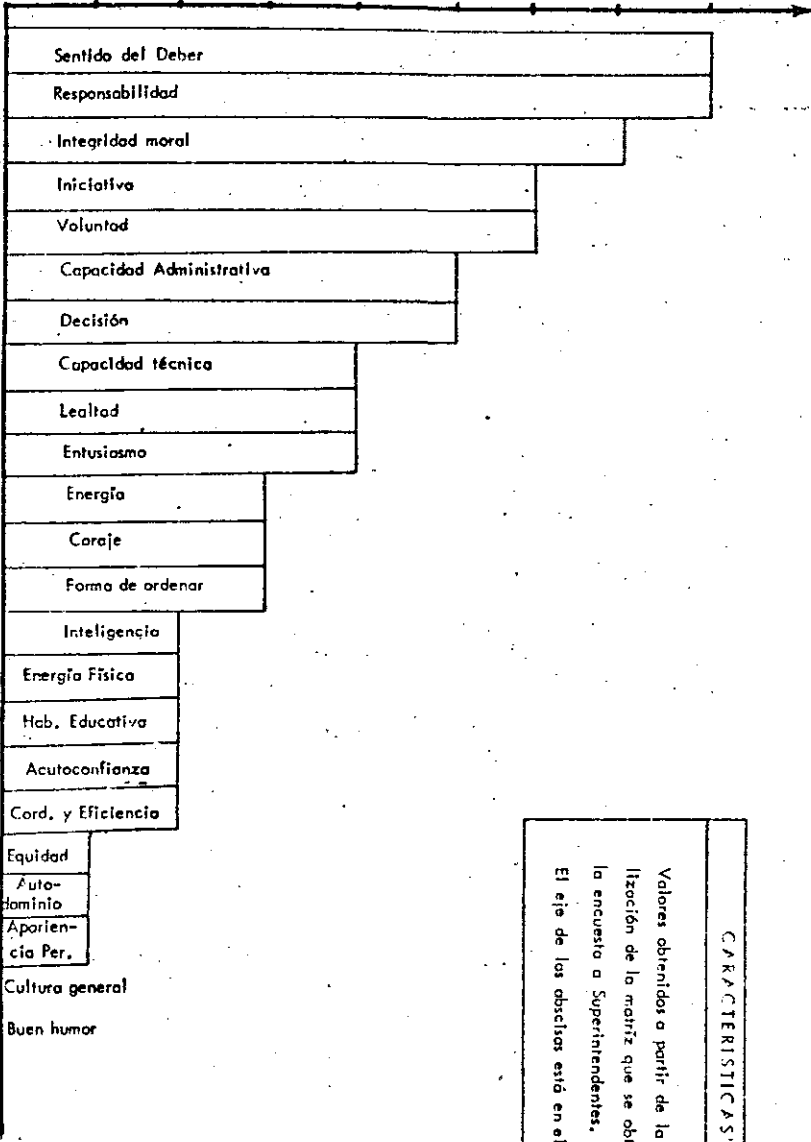 Sentido del Deber
Responsabilidad
Integridad moral
Iniciativa
Voluntad
Capacidad Administrativa
Decisión
Capacidad técnica
Lealtad
Entusiasmo
Energía
Coraje
Forma de ordenar
Inteligencia
Energía Física
Hab. Educativa
Acutoconfianza
Cord. y Eficiencia
Equidad
Auto-
dominio
Aparien-
cia Per.
Cultura general
Buen humor
CARACTERISTICAS
Valores obtenidos a partir de la
lización de la matríz que se
la encuesta a Superintendentes.
El eje de las abscisas está en